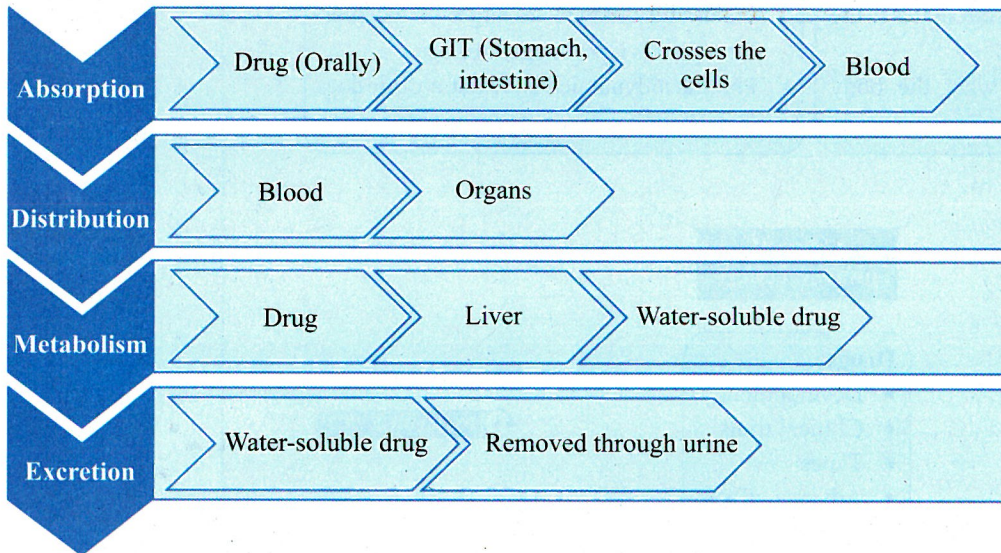 Absorption
Drug (Orally)
GIT (Stomach,
intestine)
Crosses the
cells
Blood
Distribution
Blood
Organs
Metabolism
Drug
Liver
Water-soluble drug
Excretion
Water-soluble drug
Removed through urine